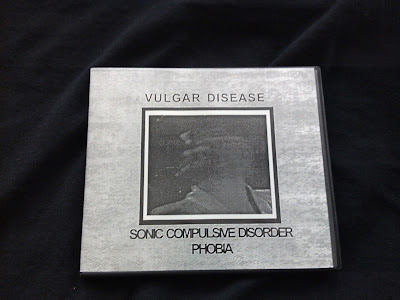 VULGAR DISEASE
SONIC COMPULSIVE DISORDER
PHOBIA